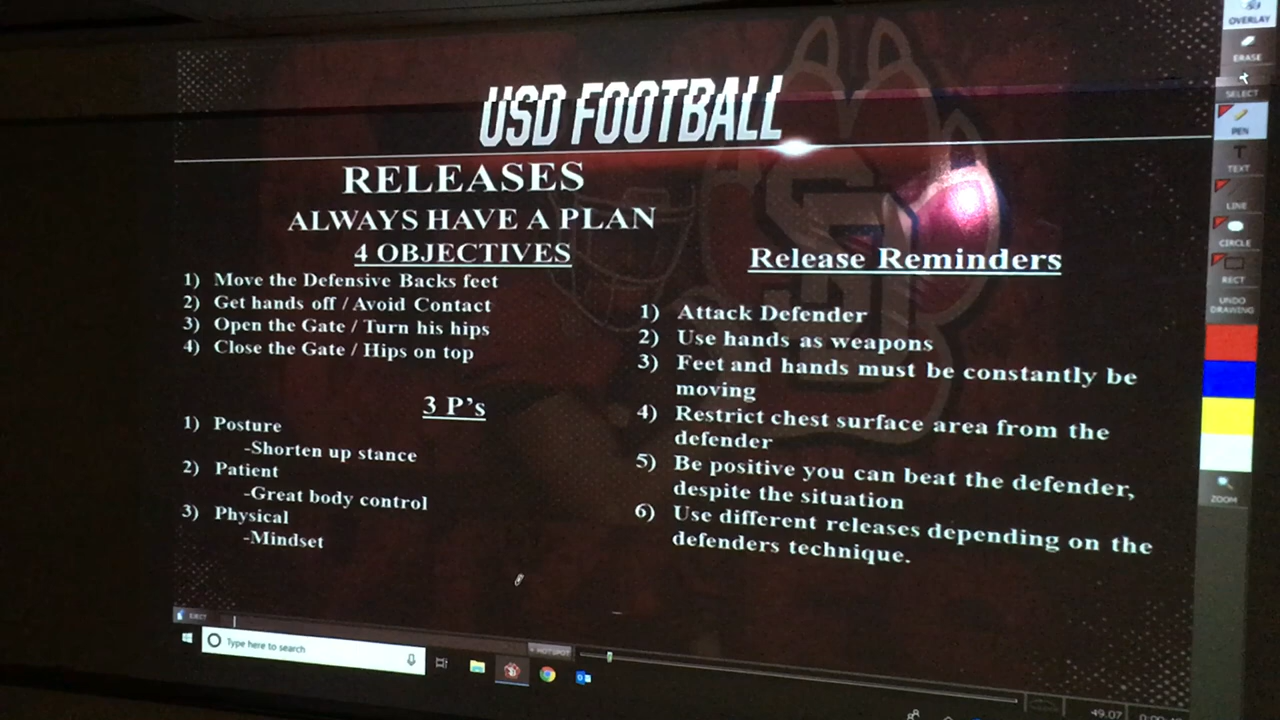 USD FOOTBALL
RELEASES
ALWAYS HAVE A PLAN
4 OBJECTIVES
1) Move the Defensive Backs feet
2) Get hands off / Avoid Contact
3) Open the Gate / Turn his hips
4) Close the Gate / Hips on top
3 P's
1) Posture
-Shorten up stance
2) Patient
-Great body control
3) Physical
-Mindset
Release Reminders
1) Attack Defender
2) Use hands as weapons
3) Feet and hands must be constantly be
moving
4) Restrict chest surface area from the
defender
5) Be positive you can beat the defender,
despite the situation
6) Use different releases depending on the
defenders technique.
OVERLAY
ERASE
SELECT
PEN
TEXT
LINE
CIRCLE
RECT
UNDO
DRAWING
ZOOM
Type here to search
HOTSPOT
49.07